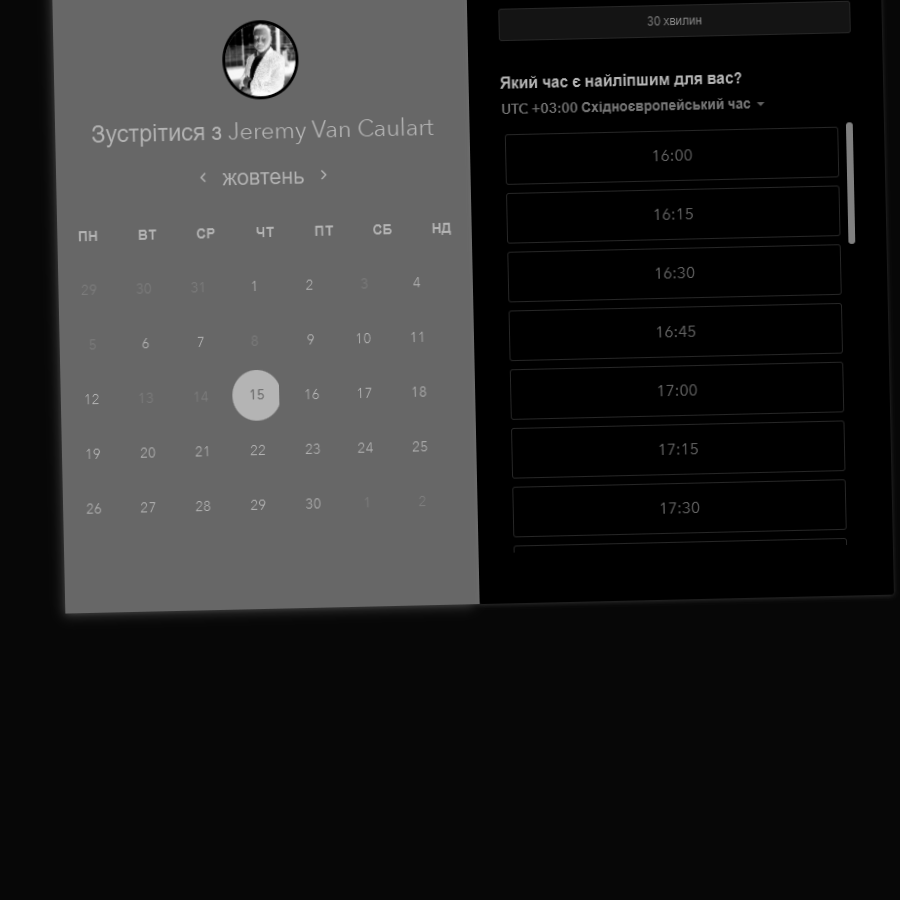 Зустрітися з Jeremy Van Caulart
жовтень
ПН ВТ СР ЧТ ПТ СБ НД
29 30 31 1 2 3 4
5 6 7 8 9 10 11
12 13 14 15 16 17 18
19 20 21 22 23 24 25
26 27 28 29 30 1 2
30 хвилин
Який час є найліпшим для вас?
UTC +03:00 Східноєвропейський час
16:00
16:15
16:30
16:45
17:00
17:15
17:30